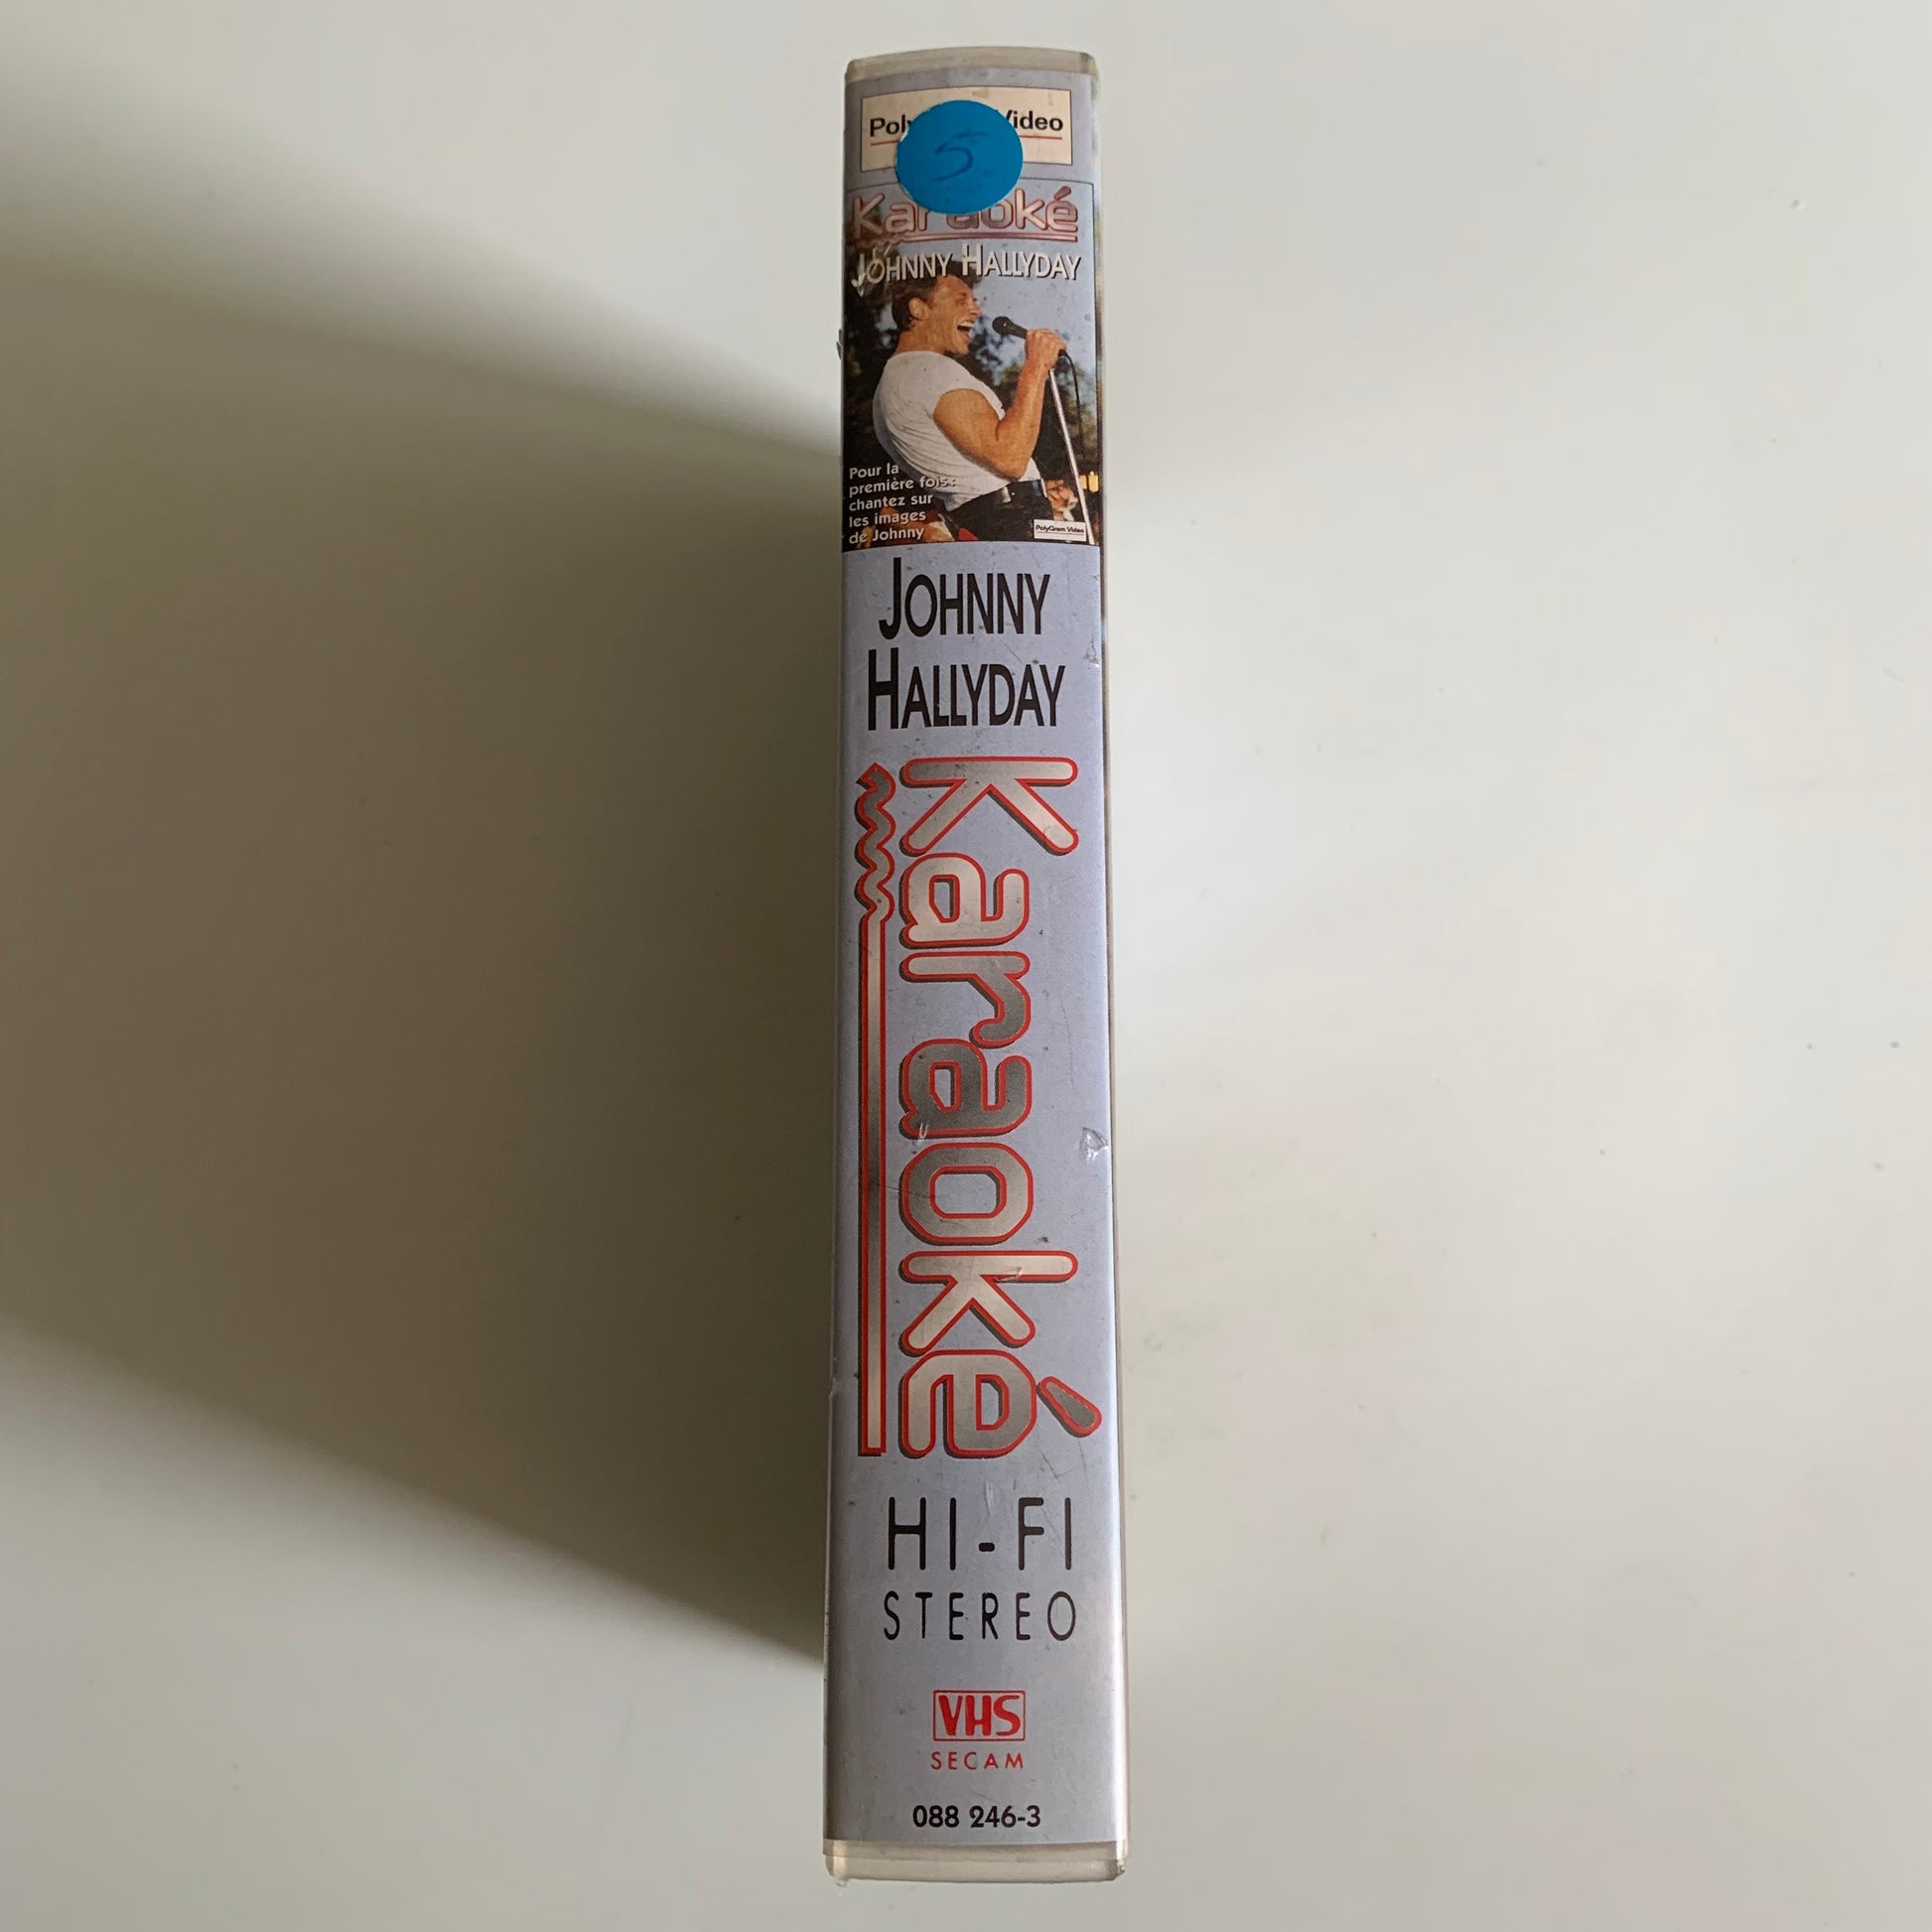 Video
5
Karaoké
JOHNNY HALLYDAY
Pour la
première fois:
chantez sur
les images
de Johnny
PolyGram Video
JOHNNY
HALLYDAY
Karaoké
HI-FI
STEREO
VHS
SECAM
088 246-3